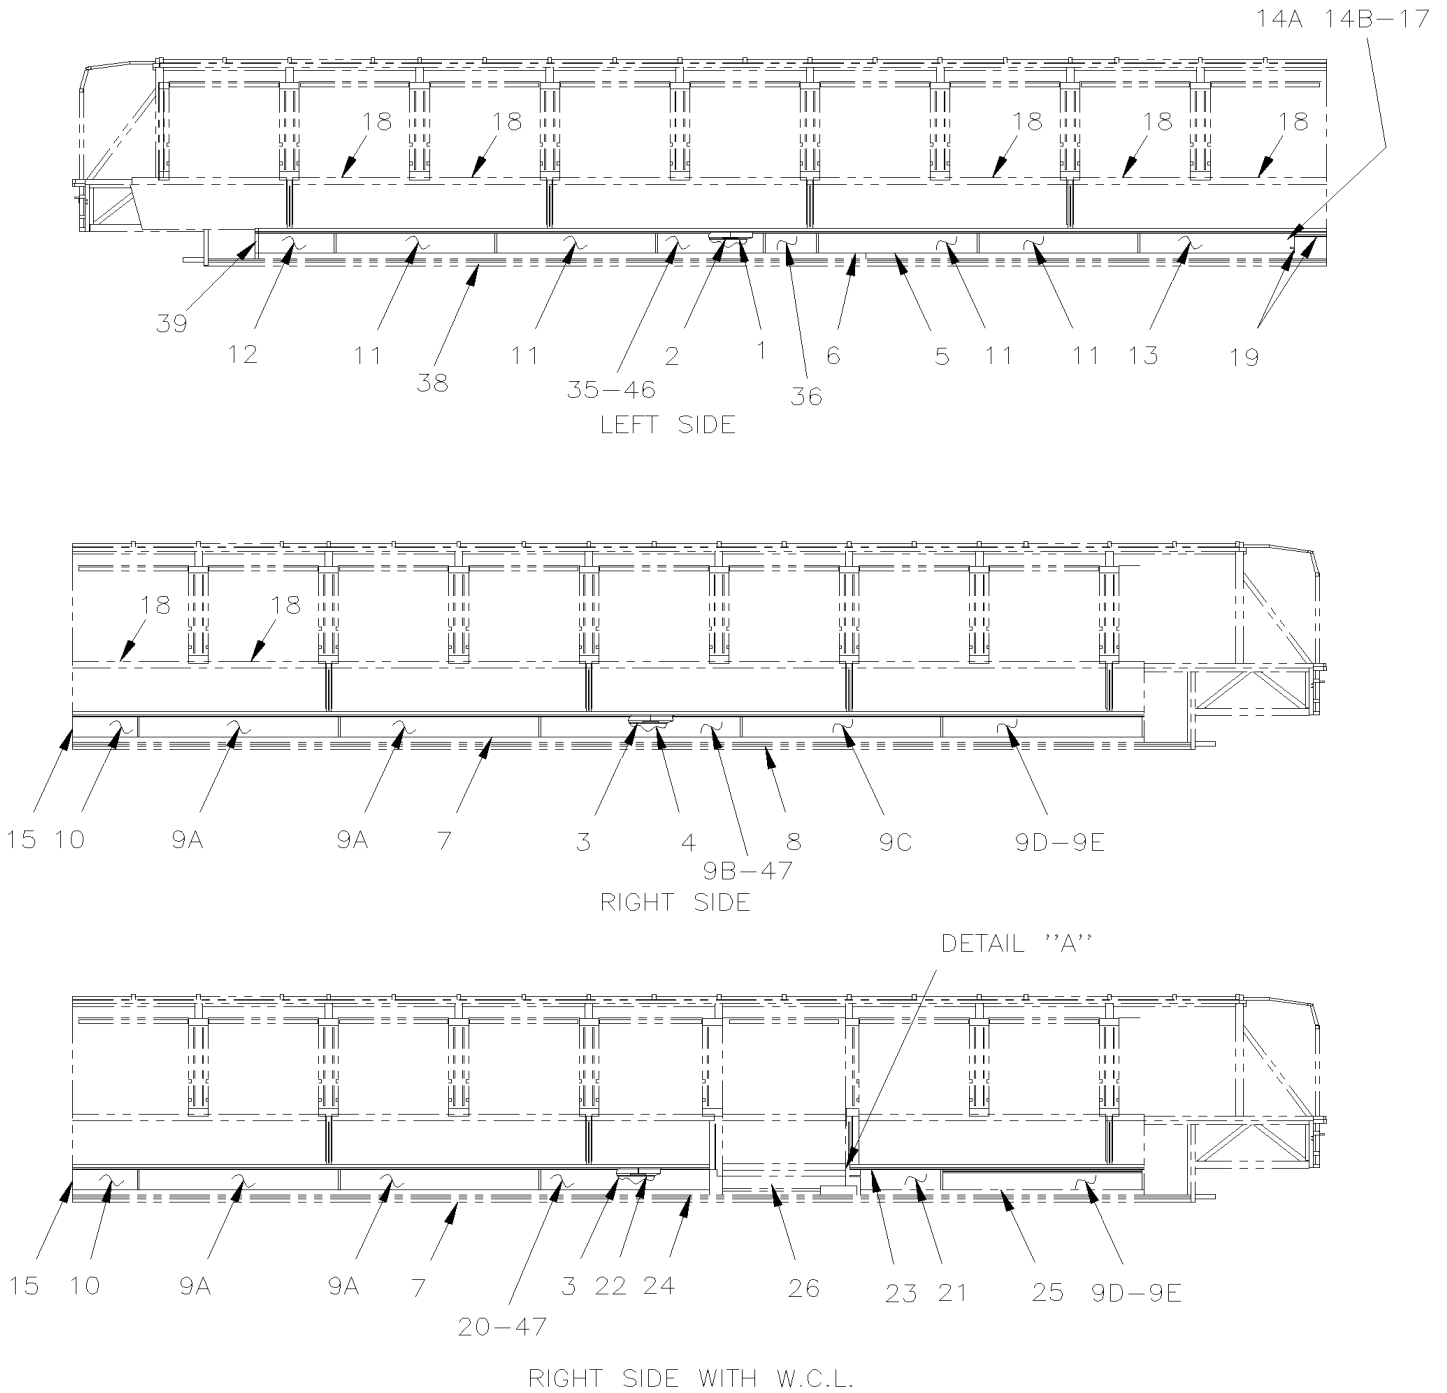 14A 14B-17
18 18 18 18 18
39
12 11 11 2 1 6 5 11 11 13 19
38 35-46 36
LEFT SIDE
18 18
15 10 9A 9A 7 3 4 8 9C 9D-9E
9B-47
RIGHT SIDE
DETAIL ''A''
15 10 9A 9A 7 3 22 24 26 23 21 25 9D-9E
20-47
RIGHT SIDE WITH W.C.L.